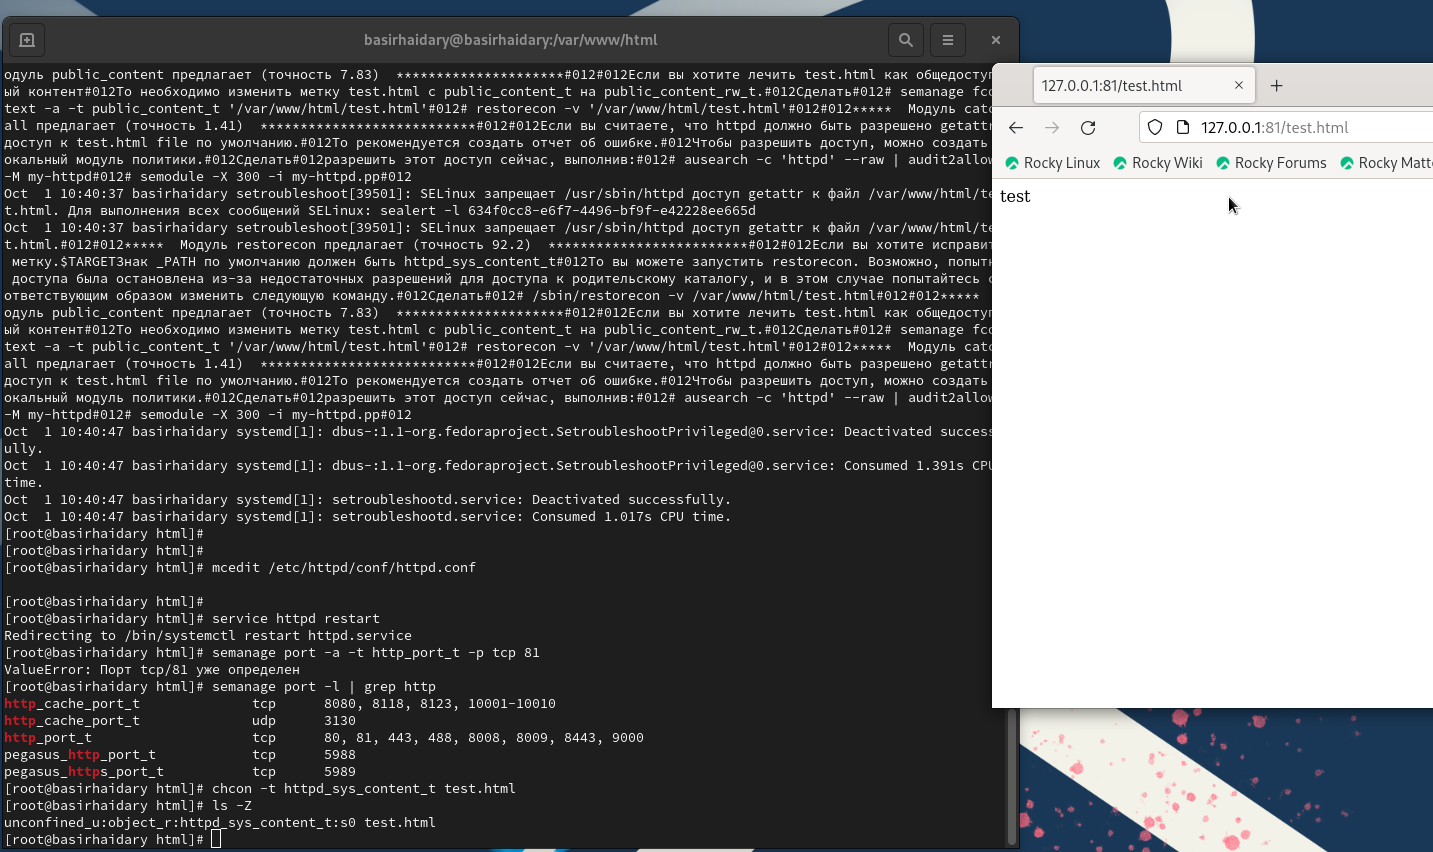 basirhaidary@basirhaidary:/var/www/html
одуль public_content предлагает (точность 7.83)  *********************#012#012Если вы хотите лечить test.html как общедоступ
ый контент#012То необходимо изменить метку test.html с public_content_t на public_content_rw_t.#012Сделать#012# semanage fco
text -a -t public_content_t '/var/www/html/test.html'#012# restorecon -v '/var/www/html/test.html'#012#012*****  Модуль catc
all предлагает (точность 1.41)  ***************************#012#012Если вы считаете, что httpd должно быть разрешено getattr
доступ к test.html file по умолчанию.#012То рекомендуется создать отчет об ошибке.#012Чтобы разрешить доступ, можно создать
окальный модуль политики.#012Сделать#012разрешить этот доступ сейчас, выполнив:#012# ausearch -c 'httpd' --raw | audit2allow
-M my-httpd#012# semodule -X 300 -i my-httpd.pp#012
Oct  1 10:40:37 basirhaidary setroubleshoot[39501]: SELinux запрещает /usr/sbin/httpd доступ getattr к файл /var/www/html/te
t.html. Для выполнения всех сообщений SELinux: sealert -l 634f0cc8-e6f7-4496-bf9f-e42228ee665d
Oct  1 10:40:37 basirhaidary setroubleshoot[39501]: SELinux запрещает /usr/sbin/httpd доступ getattr к файл /var/www/html/te
t.html.#012#012*****  Модуль restorecon предлагает (точность 92.2)  *************************#012#012Если вы хотите исправит
метку.$TARGETЗнак _PATH по умолчанию должен быть httpd_sys_content_t#012То вы можете запустить restorecon. Возможно, попытк
доступа была остановлена из-за недостаточных разрешений для доступа к родительскому каталогу, и в этом случае попытайтесь с
ответствующим образом изменить следующую команду.#012Сделать#012# /sbin/restorecon -v /var/www/html/test.html#012#012*****
одуль public_content предлагает (точность 7.83)  *********************#012#012Если вы хотите лечить test.html как общедоступ
ый контент#012То необходимо изменить метку test.html с public_content_t на public_content_rw_t.#012Сделать#012# semanage fco
text -a -t public_content_t '/var/www/html/test.html'#012# restorecon -v '/var/www/html/test.html'#012#012*****  Модуль catc
all предлагает (точность 1.41)  ***************************#012#012Если вы считаете, что httpd должно быть разрешено getattr
доступ к test.html file по умолчанию.#012То рекомендуется создать отчет об ошибке.#012Чтобы разрешить доступ, можно создать
окальный модуль политики.#012Сделать#012разрешить этот доступ сейчас, выполнив:#012# ausearch -c 'httpd' --raw | audit2allow
-M my-httpd#012# semodule -X 300 -i my-httpd.pp#012
Oct  1 10:40:47 basirhaidary systemd[1]: dbus-:1.1-org.fedoraproject.SetroubleshootPrivileged@0.service: Deactivated success
ully.
Oct  1 10:40:47 basirhaidary systemd[1]: dbus-:1.1-org.fedoraproject.SetroubleshootPrivileged@0.service: Consumed 1.391s CPU
time.
Oct  1 10:40:47 basirhaidary systemd[1]: setroubleshootd.service: Deactivated successfully.
Oct  1 10:40:47 basirhaidary systemd[1]: setroubleshootd.service: Consumed 1.017s CPU time.
[root@basirhaidary html]#
[root@basirhaidary html]#
[root@basirhaidary html]# mcedit /etc/httpd/conf/httpd.conf
[root@basirhaidary html]#
[root@basirhaidary html]# service httpd restart
Redirecting to /bin/systemctl restart httpd.service
[root@basirhaidary html]# semanage port -a -t http_port_t -p tcp 81
ValueError: Порт tcp/81 уже определен
[root@basirhaidary html]# semanage port -l | grep http
http_cache_port_t              tcp      8080, 8118, 8123, 10001-10010
http_cache_port_t              udp      3130
http_port_t                    tcp      80, 81, 443, 488, 8008, 8009, 8443, 9000
pegasus_http_port_t            tcp      5988
pegasus_https_port_t           tcp      5989
[root@basirhaidary html]# chcon -t httpd_sys_content_t test.html
[root@basirhaidary html]# ls -Z
unconfined_u:object_r:httpd_sys_content_t:s0 test.html
[root@basirhaidary html]#
127.0.0.1:81/test.html
127.0.0.1:81/test.html
Rocky Linux Rocky Wiki Rocky Forums Rocky Matt
test